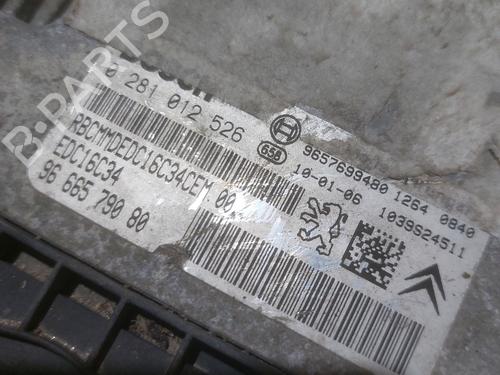 B-PARTS
0 281 012 526
RBCMMDEDC16C34CEM 00
EDC16C34
96 665 790 80
658
9657699480 1264 0840
10-01-06 1039S24511